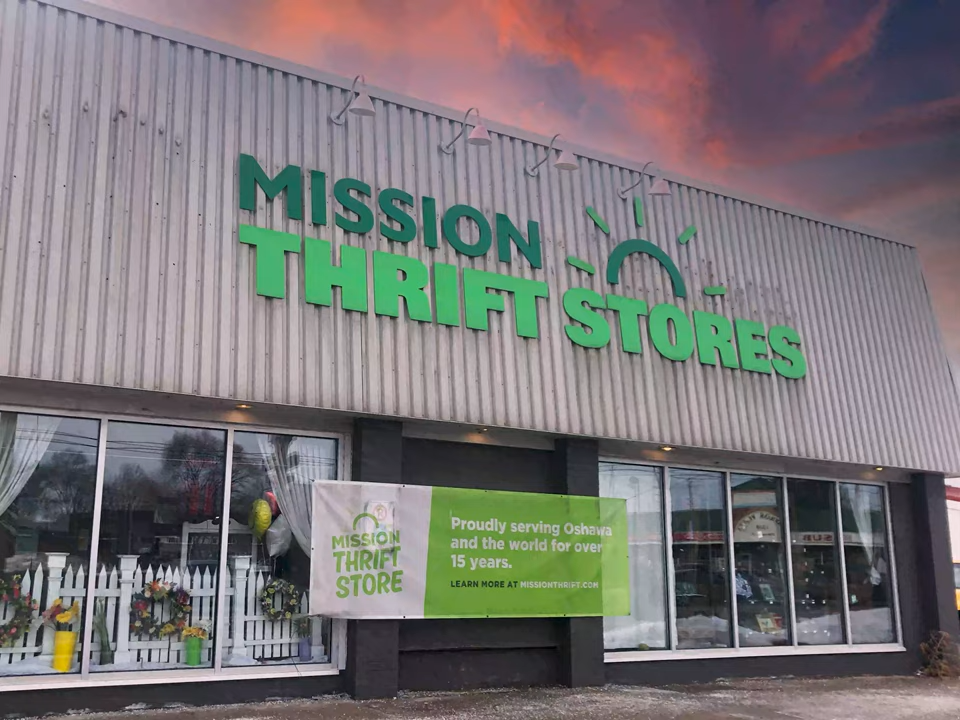 MISSION
THRIFT STORES
MISSION
THRIFT
STORE
Proudly serving Oshawa
and the world for over
15 years.
LEARN MORE AT MISSIONTHRIFT.COM
SUB